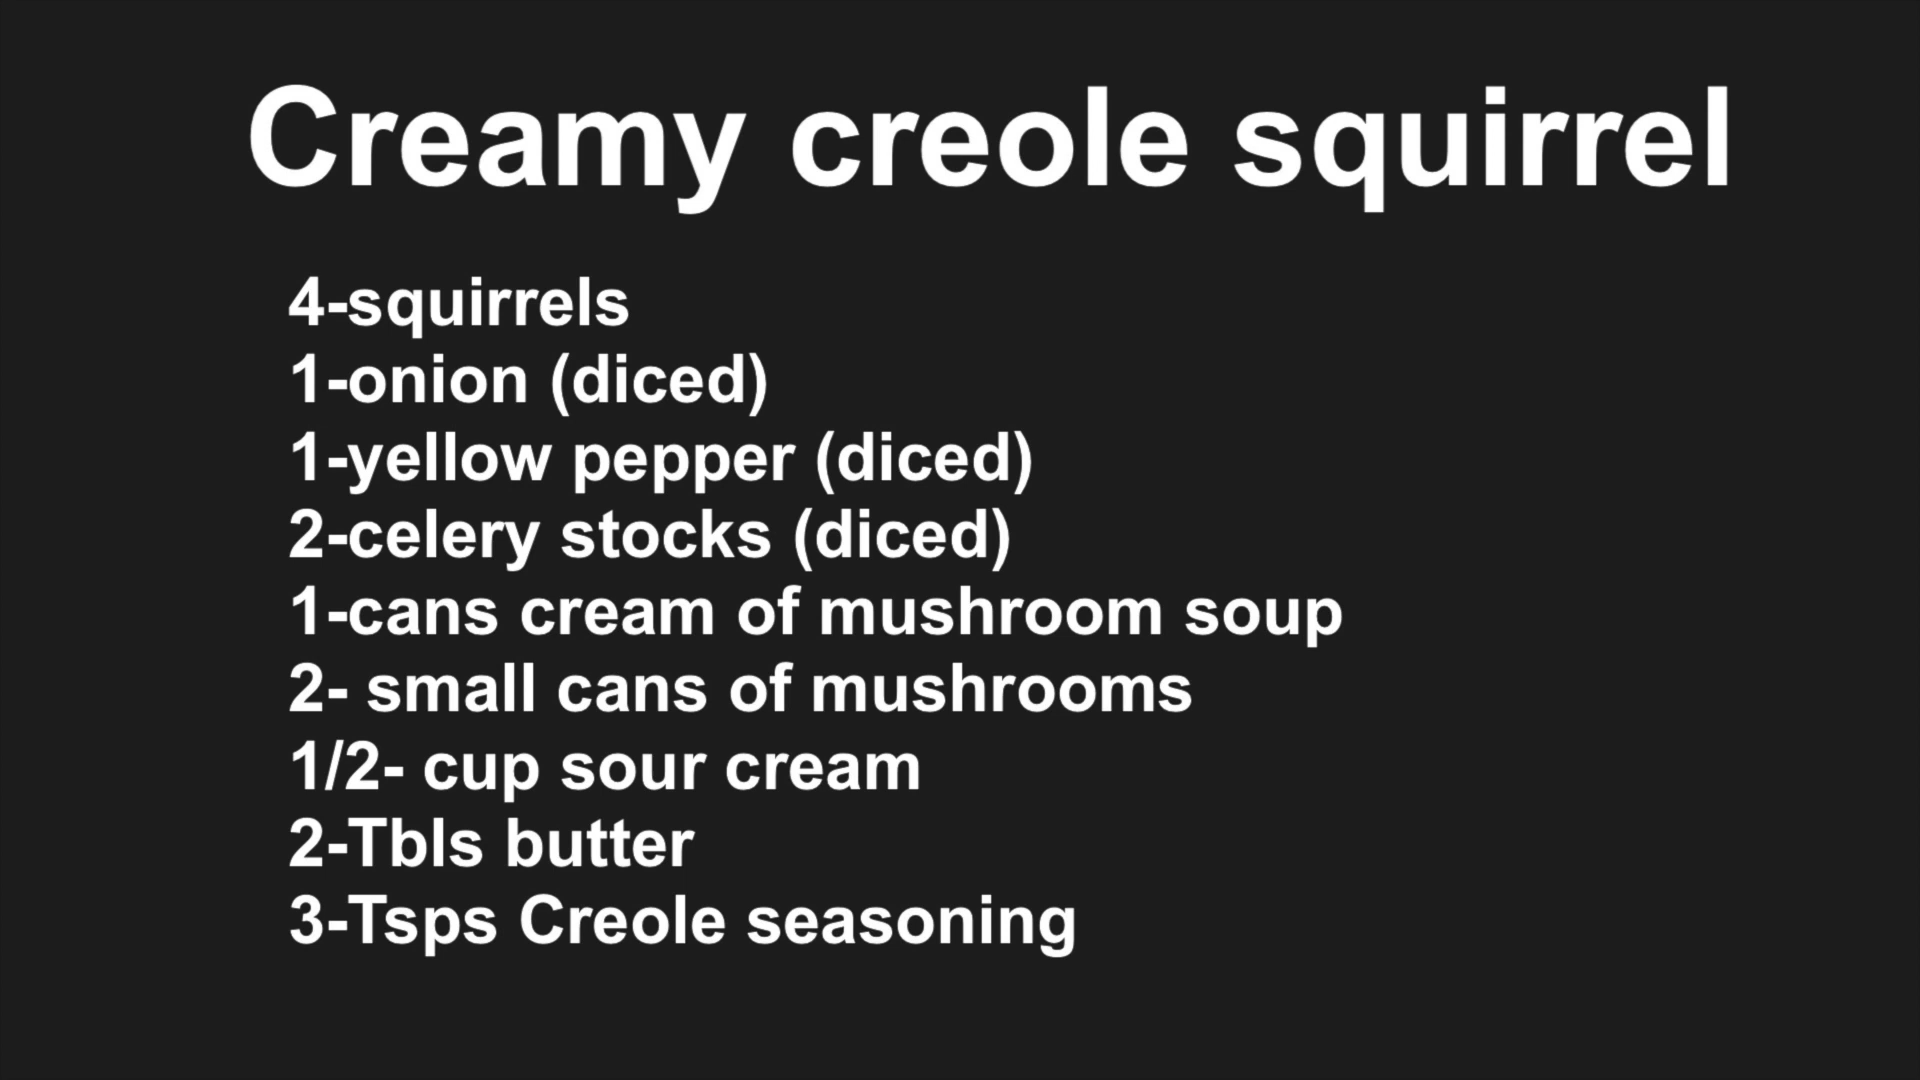 Creamy creole squirrel
4-squirrels
1-onion (diced)
1-yellow pepper (diced)
2-celery stocks (diced)
1-cans cream of mushroom soup
2- small cans of mushrooms
1/2- cup sour cream
2-Tbls butter
3-Tsps Creole seasoning